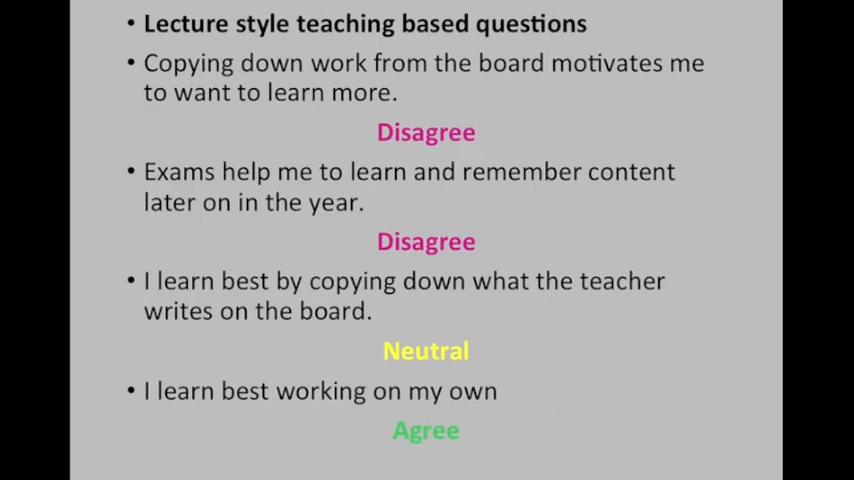 • Lecture style teaching based questions
• Copying down work from the board motivates me
to want to learn more.
Disagree
• Exams help me to learn and remember content
later on in the year.
Disagree
• I learn best by copying down what the teacher
writes on the board.
Neutral
• I learn best working on my own
Agree